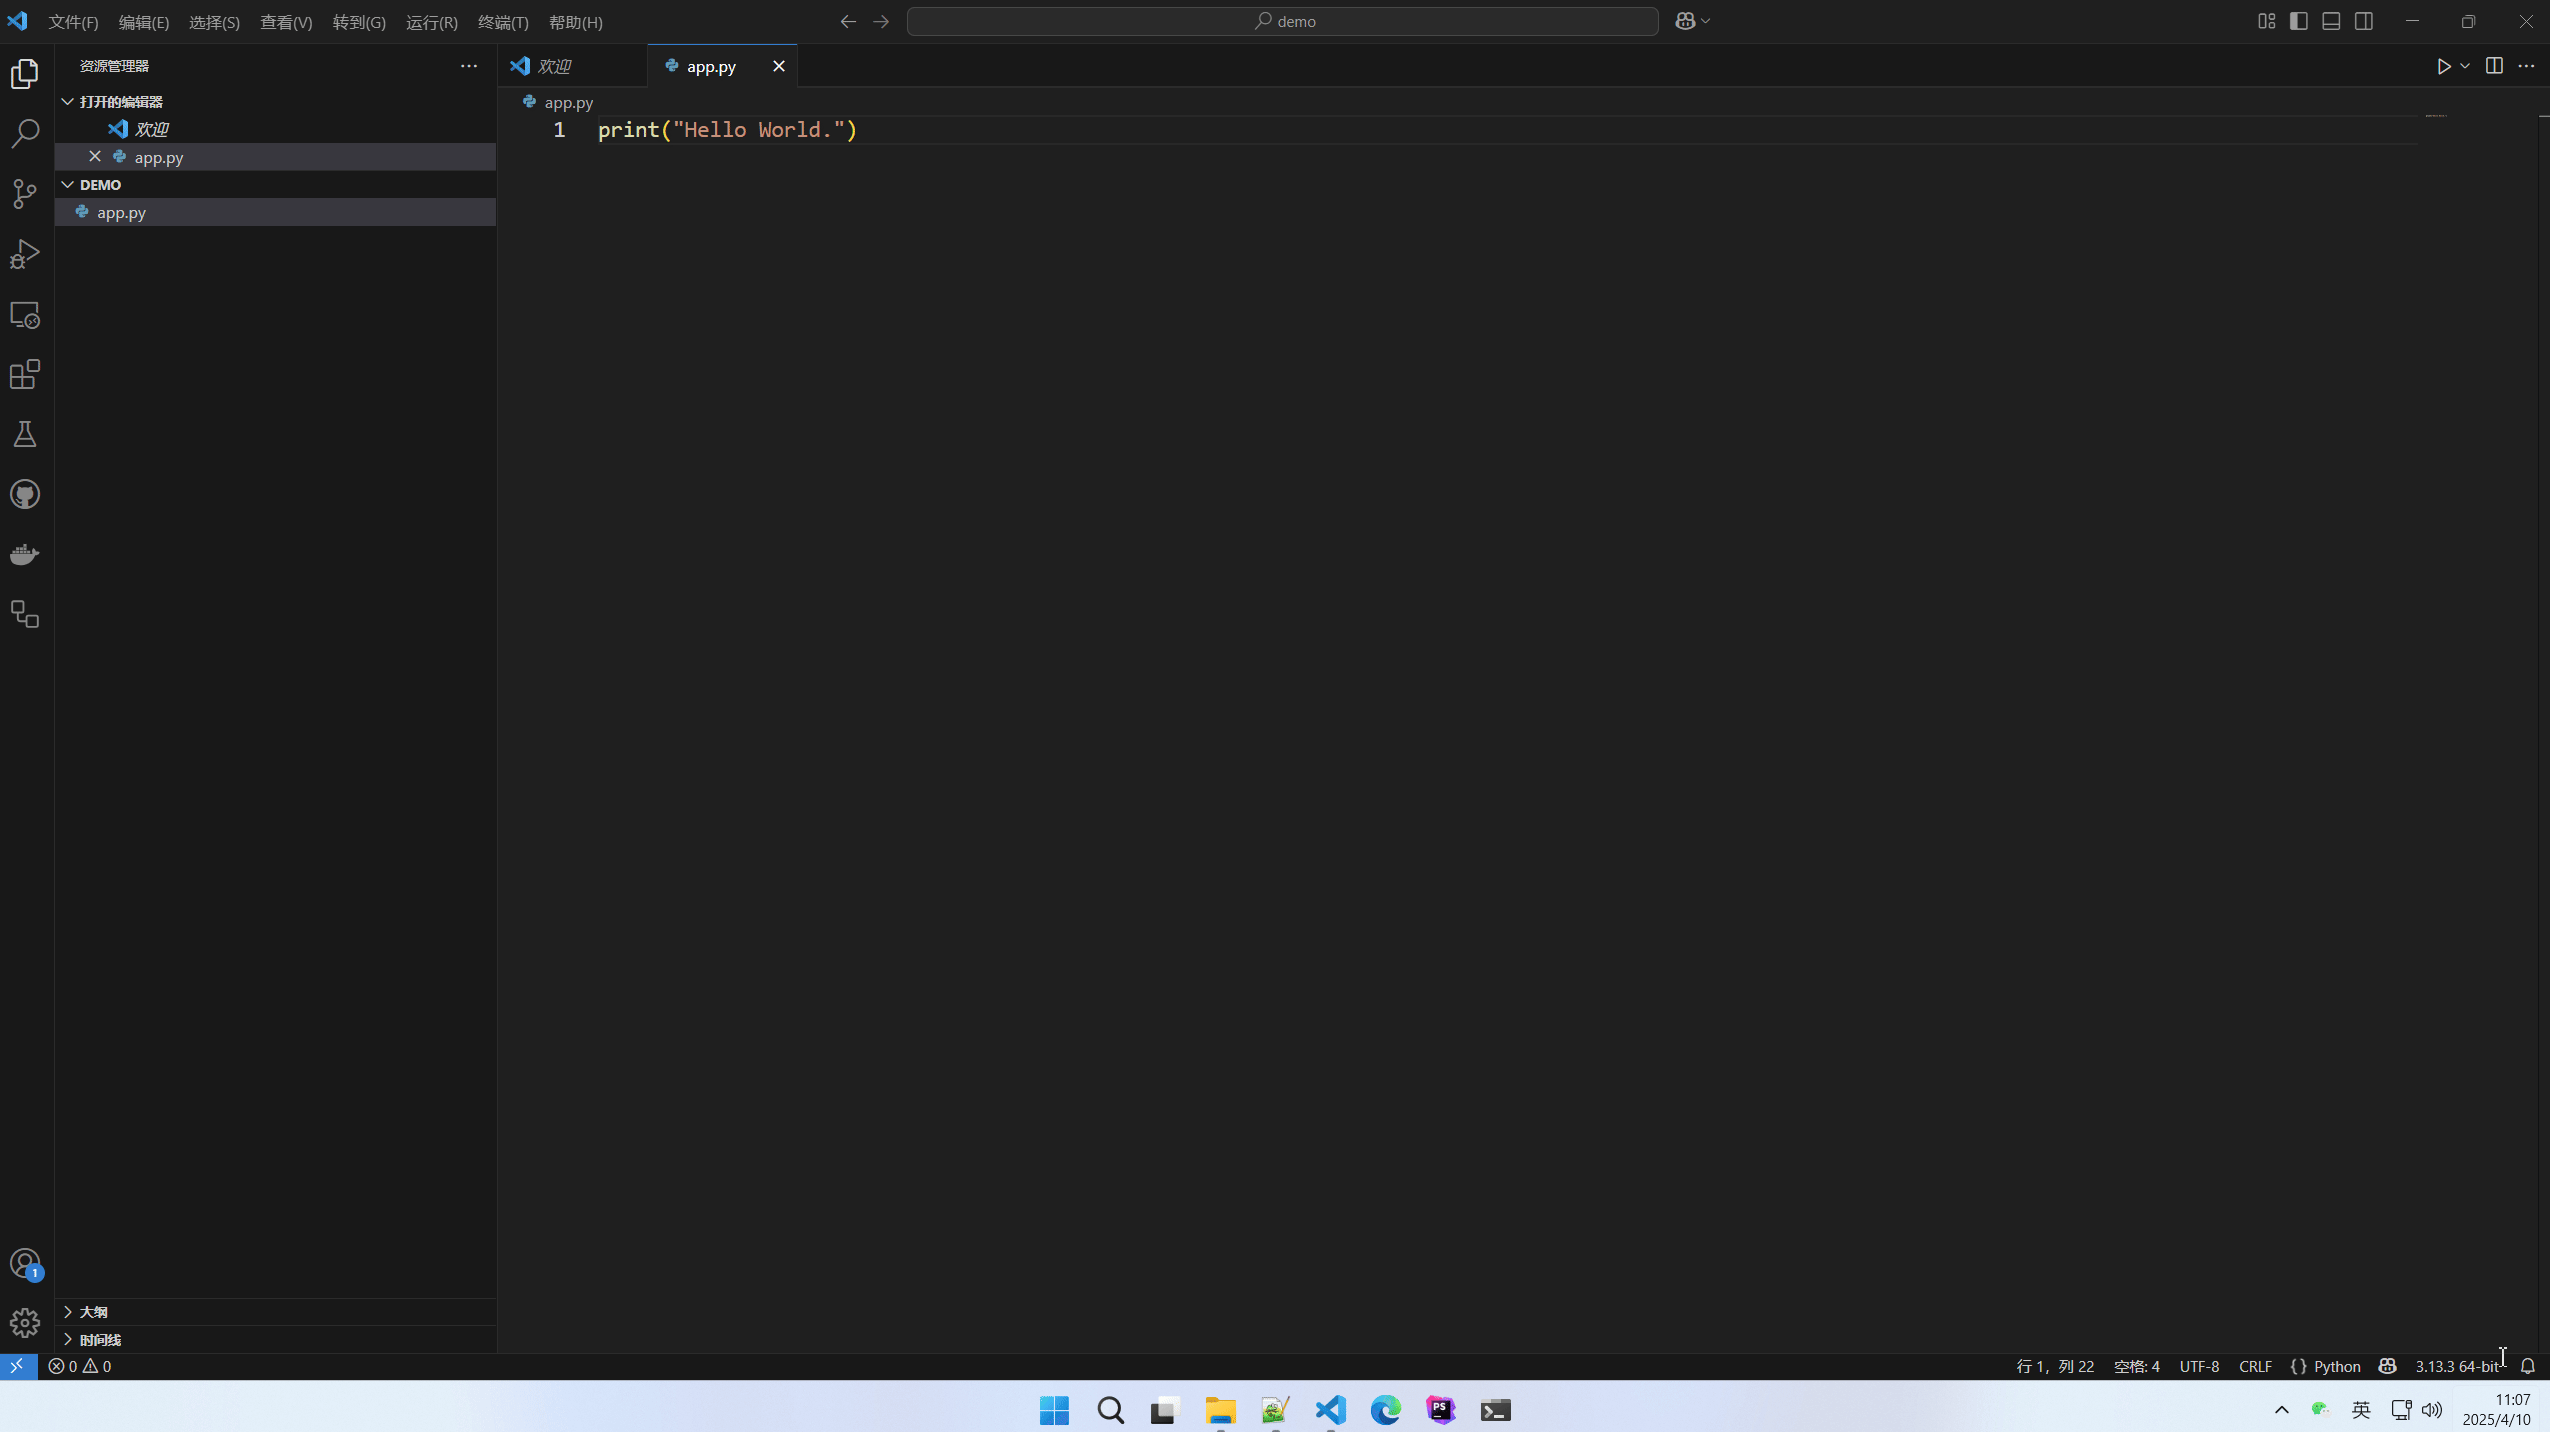 文件(F) 编辑(E) 选择(S) 查看(V) 转到(G) 运行(R) 终端(T) 帮助(H)
demo
资源管理器
打开的编辑器
欢迎
app.py
DEMO
app.py
大纲
时间线
欢迎
app.py
app.py
1 print("Hello World.")
1
0 0
行 1，列 22 空格: 4 UTF-8 CRLF {} Python 3.13.3 64-bit
PS
英
11:07
2025/4/10